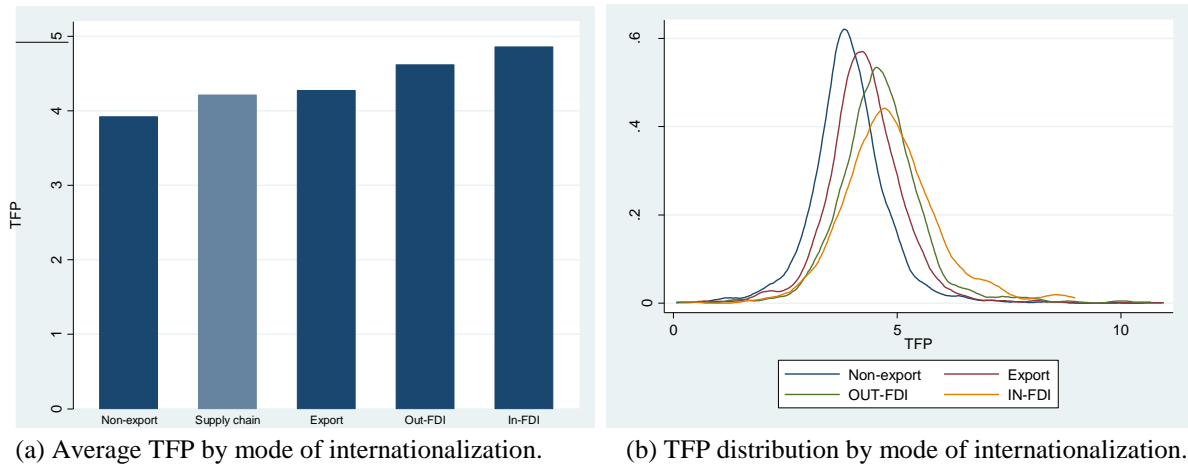 5
4
3
2
1
0
TFP
Non-export
Supply chain
Export
Out-FDI
In-FDI
(a) Average TFP by mode of internationalization.
.6
.4
.2
0
0
5
10
TFP
Non-export
Export
OUT-FDI
IN-FDI
(b) TFP distribution by mode of internationalization.